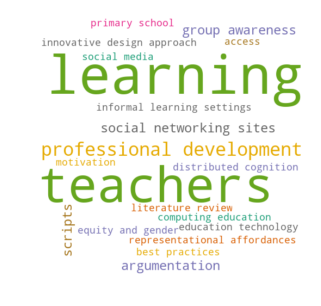 primary school
group awareness
innovative design approach
access
social media
learning
informal learning settings
social networking sites
professional development
motivation
distributed cognition
teachers
scripts
literature review
computing education
equity and gender
education technology
representational affordances
best practices
argumentation